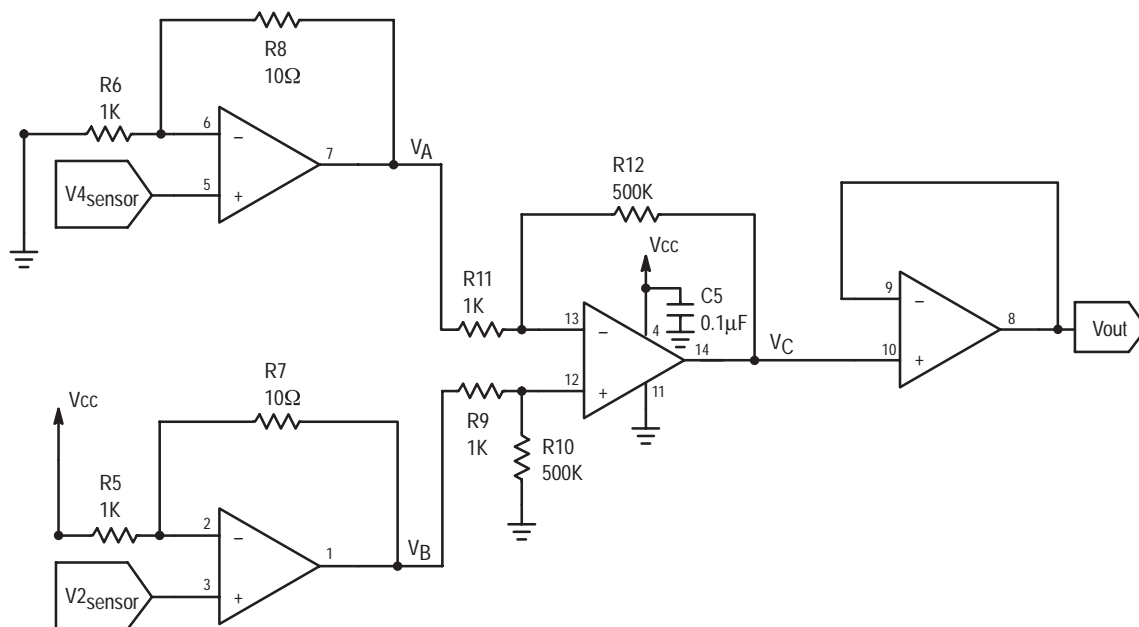 R8
10Ω
R6
1K
6
−
7
VA
V4sensor
5
+
R12
500K
Vcc
R11
1K
C5
0.1µF
13
−
4
14
VC
12
+
11
9
−
8
Vout
10
+
R7
10Ω
Vcc
R9
1K
R10
500K
R5
1K
2
−
1
VB
V2sensor
3
+